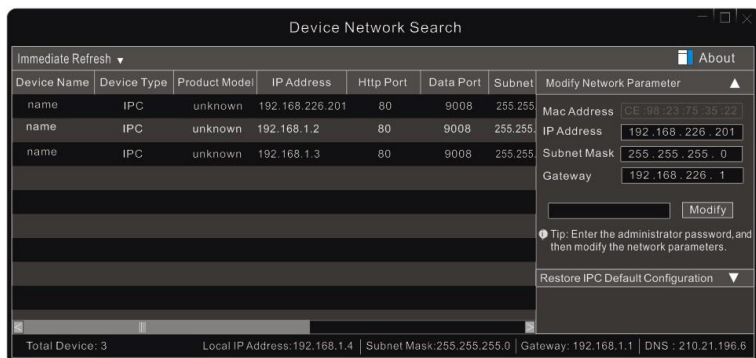 Device Network Search
Immediate Refresh
About
Device Name Device Type Product Model IP Address Http Port Data Port Subnet
name IPC unknown 192.168.226.201 80 9008 255.255.
name IPC unknown 192.168.1.2 80 9008 255.255.
name IPC unknown 192.168.1.3 80 9008 255.255.
Modify Network Parameter
Mac Address CE:98:23:75:35:22
IP Address 192.168.226.201
Subnet Mask 255.255.255.0
Gateway 192.168.226.1
Modify
Tip: Enter the administrator password,and
then modify the network parameters.
Restore IPC Default Configuration
Total Device: 3 Local IP Address:192.168.1.4 Subnet Mask:255.255.255.0 Gateway: 192.168.1.1 DNS : 210.21.196.6